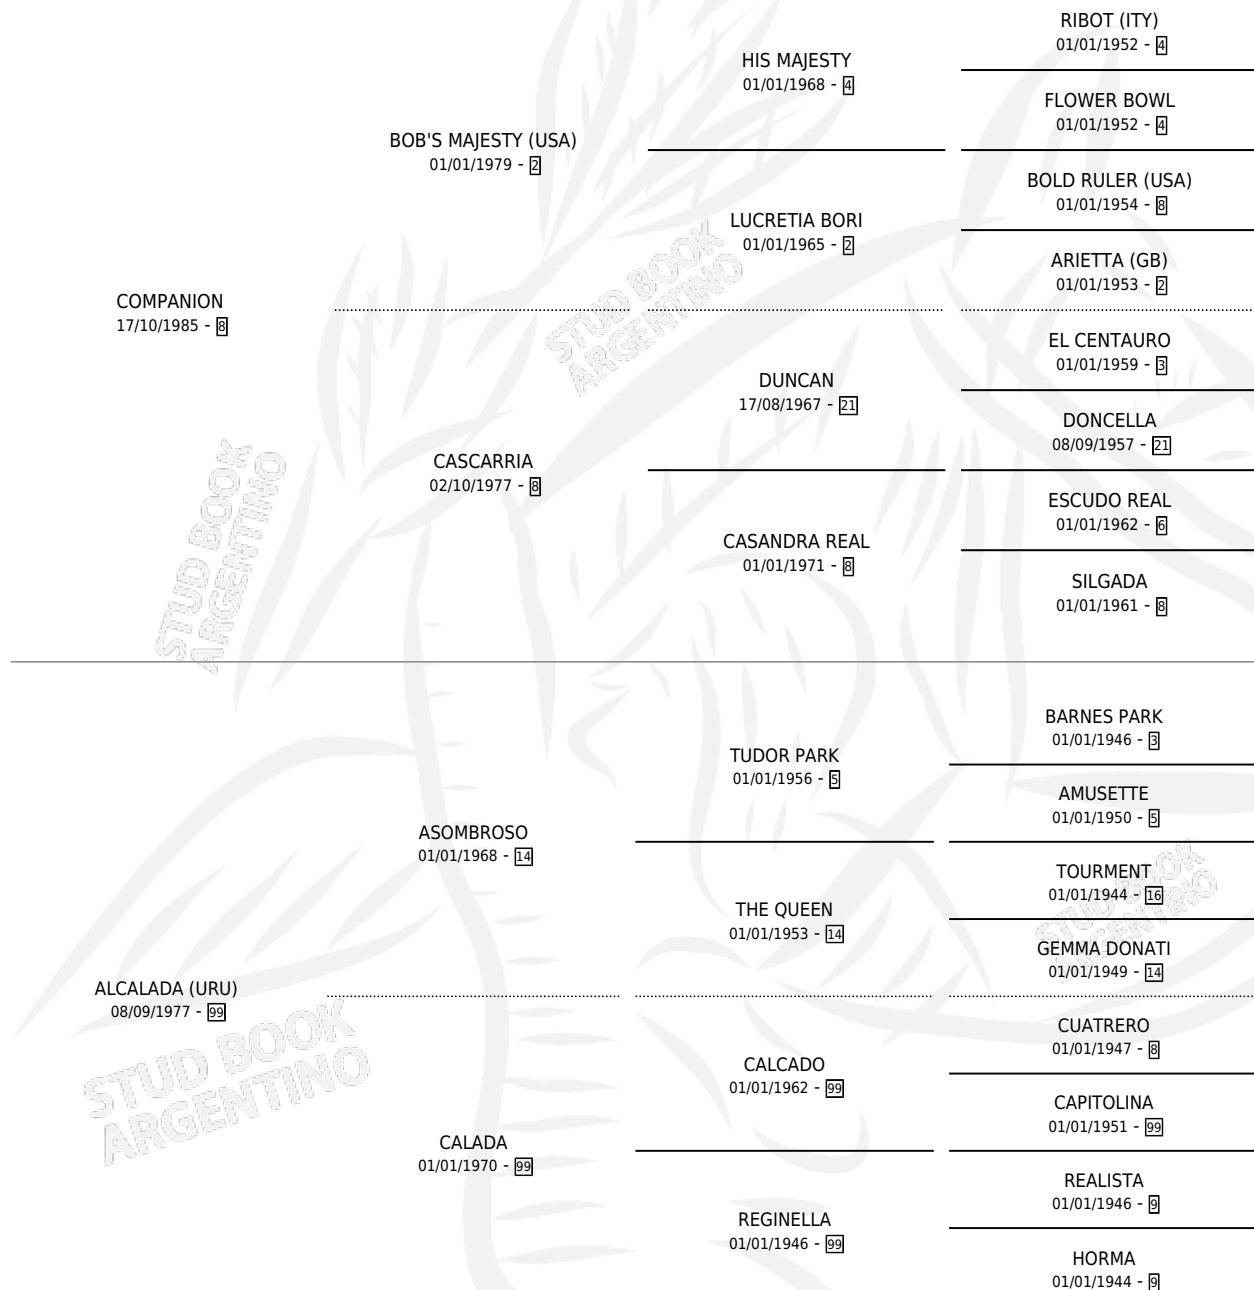 RIBOT (ITY)
01/01/1952 - 4
HIS MAJESTY
01/01/1968 - 4
FLOWER BOWL
01/01/1952 - 4
BOB'S MAJESTY (USA)
01/01/1979 - 2
BOLD RULER (USA)
01/01/1954 - 8
LUCRETIA BORI
01/01/1965 - 2
ARIETTA (GB)
01/01/1953 - 2
COMPANION
17/10/1985 - 8
EL CENTAURO
01/01/1959 - 3
DUNCAN
17/08/1967 - 21
DONCELLA
08/09/1957 - 21
CASCARRIA
02/10/1977 - 8
ESCUDO REAL
01/01/1962 - 6
CASANDRA REAL
01/01/1971 - 8
SILGADA
01/01/1961 - 8
STUD BOOK
ARGENTINO
STUD BOOK
ARGENTINO
BARNES PARK
01/01/1946 - 3
TUDOR PARK
01/01/1956 - 5
AMUSETTE
01/01/1950 - 5
ASOMBROSO
01/01/1968 - 14
TOURMENT
01/01/1944 - 16
THE QUEEN
01/01/1953 - 14
GEMMA DONATI
01/01/1949 - 14
STUD BOOK
ARGENTINO
ALCALADA (URU)
08/09/1977 - 99
CUATRERO
01/01/1947 - 8
CALCADO
01/01/1962 - 99
CAPITOLINA
01/01/1951 - 99
CALADA
01/01/1970 - 99
REALISTA
01/01/1946 - 9
REGINELLA
01/01/1946 - 99
HORMA
01/01/1944 - 9
STUD BOOK
ARGENTINO